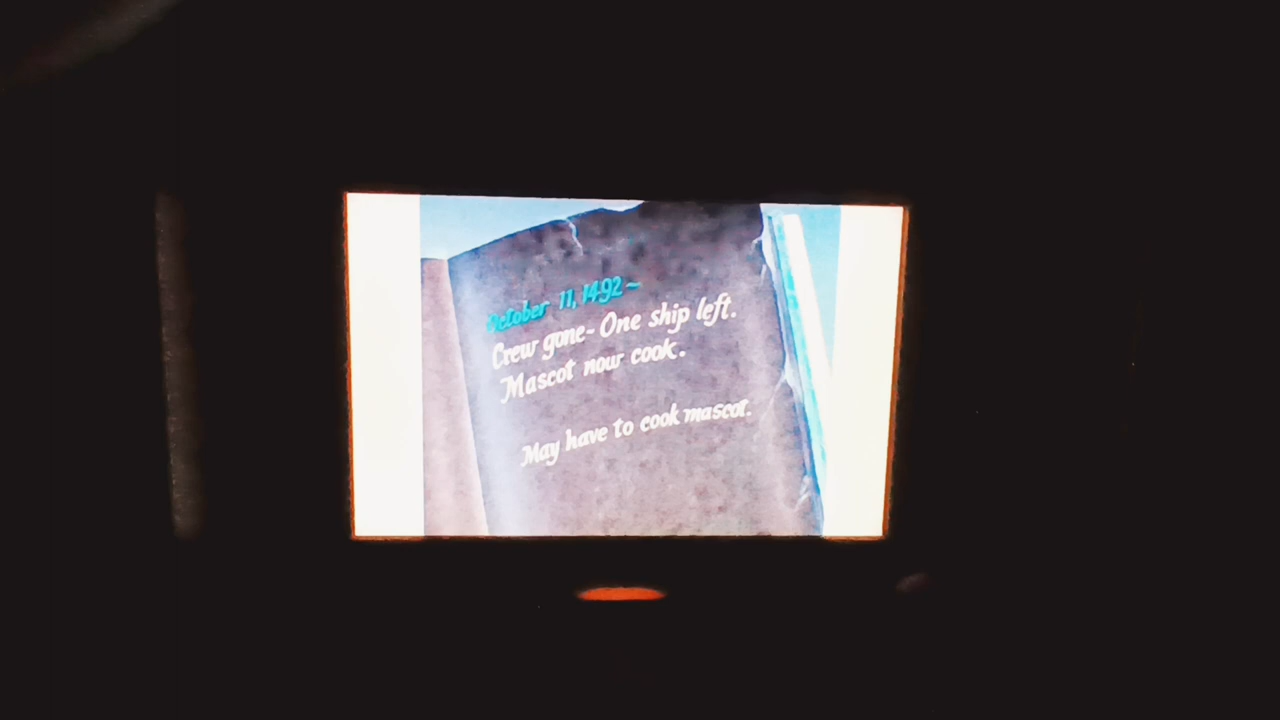 October 11, 1492~
Crew gone- One ship left.
Mascot now cook.
May have to cook mascot.